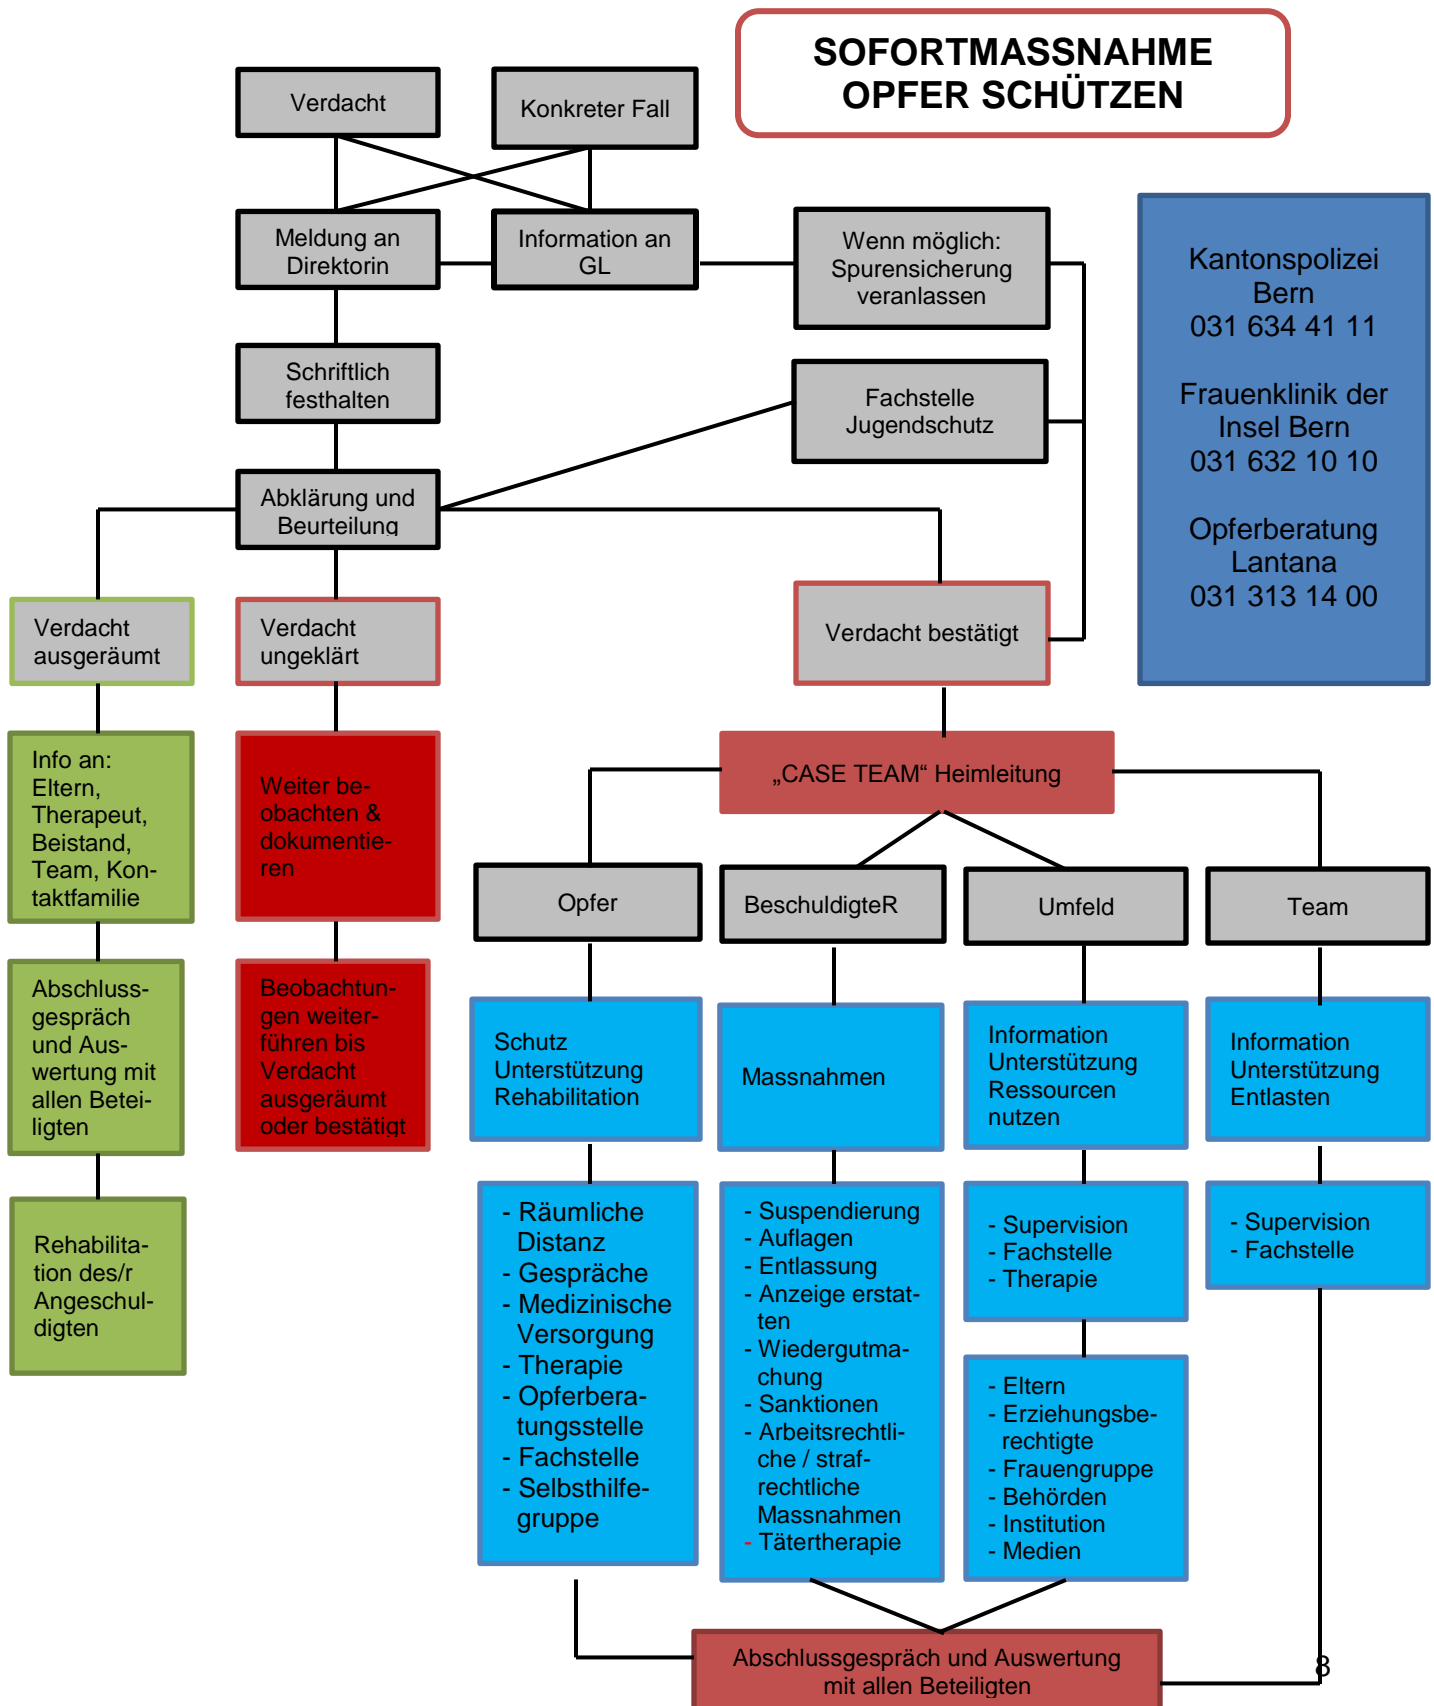 SOFORTMASSNAHME
OPFER SCHÜTZEN
Verdacht
Konkreter Fall
Meldung an
Direktorin
Information an
GL
Wenn möglich:
Spurensicherung
veranlassen
Kantonspolizei
Bern
031 634 41 11
Frauenklinik der
Insel Bern
031 632 10 10
Opferberatung
Lantana
031 313 14 00
Schriftlich
festhalten
Fachstelle
Jugendschutz
Abklärung und
Beurteilung
Verdacht
ausgeräumt
Verdacht
ungeklärt
Verdacht bestätigt
Info an:
Eltern,
Therapeut,
Beistand,
Team, Kon-
taktfamilie
Weiter be-
obachten &
dokumentie-
ren
„CASE TEAM“ Heimleitung
Opfer
BeschuldigteR
Umfeld
Team
Abschluss-
gespräch
und Aus-
wertung mit
allen Betei-
ligten
Beobachtun-
gen weiter-
führen bis
Verdacht
ausgeräumt
oder bestätigt
Schutz
Unterstützung
Rehabilitation
Massnahmen
Information
Unterstützung
Ressourcen
nutzen
Information
Unterstützung
Entlasten
Rehabilita-
tion des/r
Angeschul-
digten
- Räumliche
Distanz
- Gespräche
- Medizinische
Versorgung
- Therapie
- Opferbera-
tungsstelle
- Fachstelle
- Selbsthilfe-
gruppe
- Suspendierung
- Auflagen
- Entlassung
- Anzeige erstat-
ten
- Wiedergutma-
chung
- Sanktionen
- Arbeitsrechtli-
che / straf-
rechtliche
Massnahmen
- Tätertherapie
- Supervision
- Fachstelle
- Therapie
- Supervision
- Fachstelle
- Eltern
- Erziehungsbe-
rechtigte
- Frauengruppe
- Behörden
- Institution
- Medien
Abschlussgespräch und Auswertung
mit allen Beteiligten
8